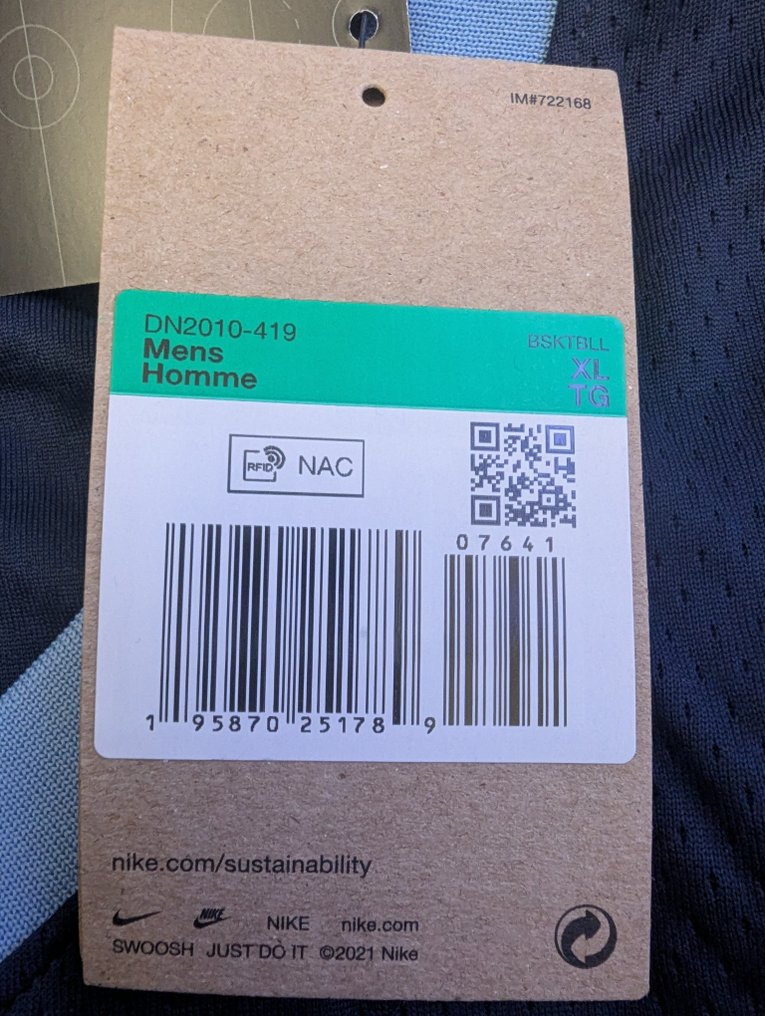 IM#722168
DN2010-419
Mens
Homme
BSKTBLL
XL
TG
RFID NAC
07641
1 95870 25178 9
nike.com/sustainability
NIKE NIKE nike.com
SWOOSH JUST DO IT ©2021 Nike